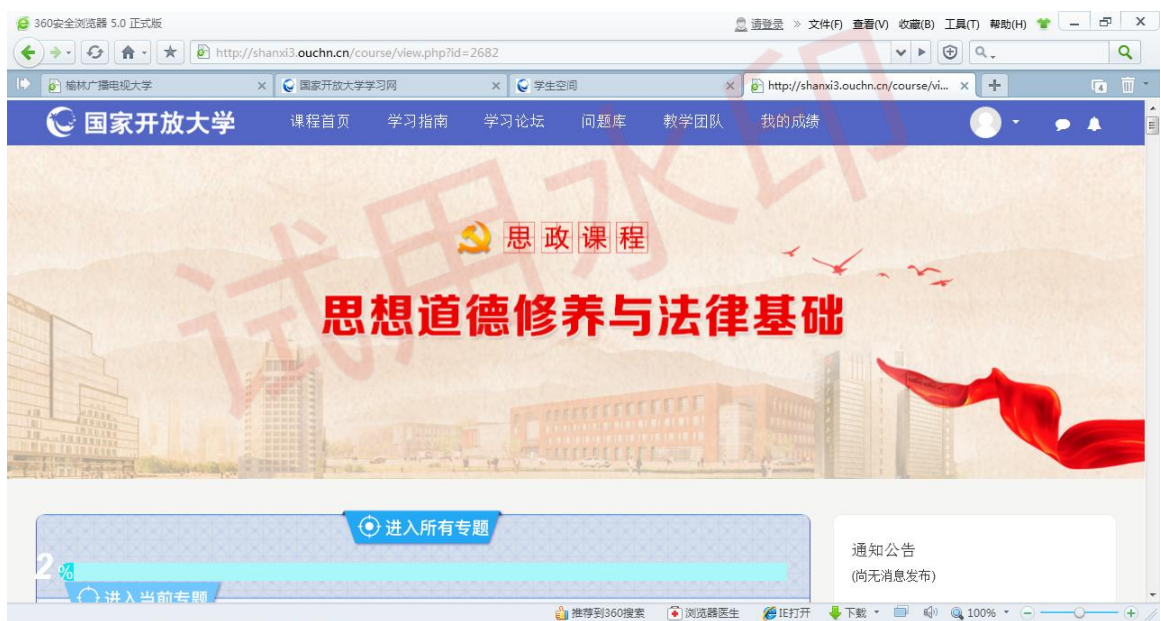 360安全浏览器 5.0 正式版
请登录 » 文件(F) 查看(V) 收藏(B) 工具(T) 帮助(H)
http://shanxi3.ouchn.cn/course/view.php?id=2682
榆林广播电视大学
国家开放大学学习网
学生空间
http://shanxi3.ouchn.cn/course/vi...
4
国家开放大学
课程首页 学习指南 学习论坛 问题库 教学团队 我的成绩
思政课程
思想道德修养与法律基础
试用水印
进入所有专题
2%
进入当前专题
通知公告
(尚无消息发布)
推荐到360搜索 浏览器医生 IE打开 下载 100%